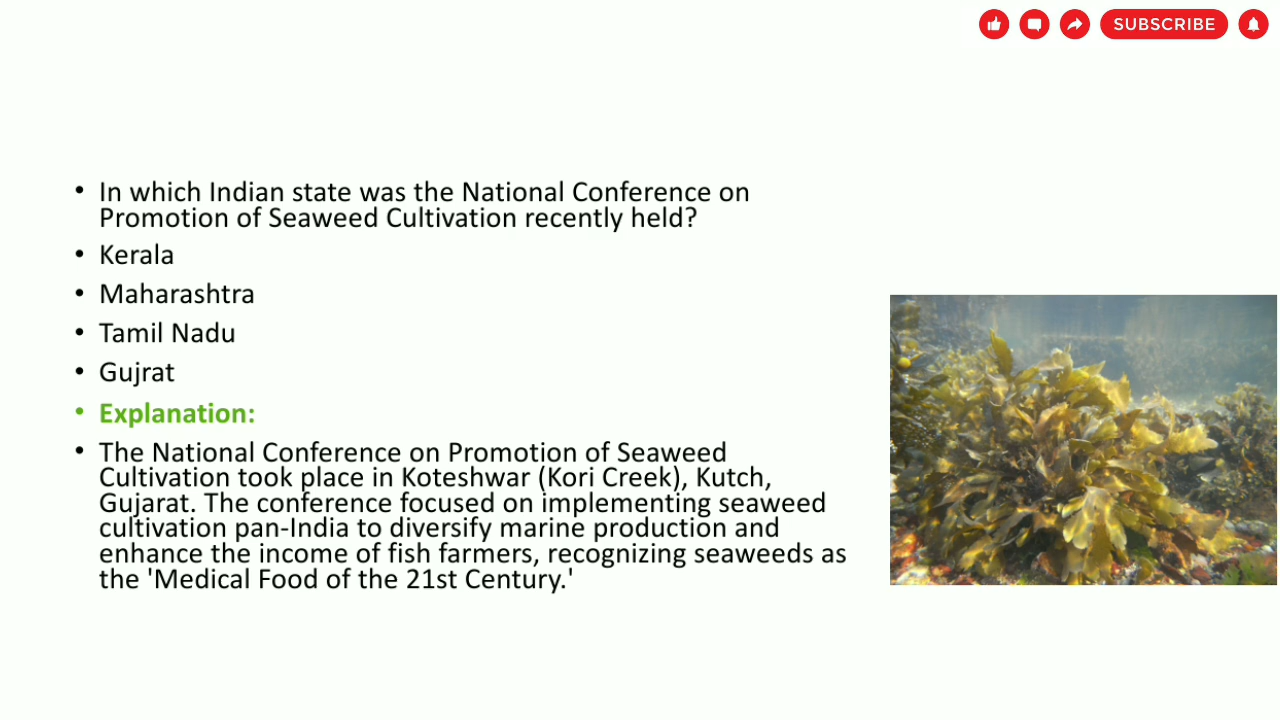 SUBSCRIBE
• In which Indian state was the National Conference on
Promotion of Seaweed Cultivation recently held?
• Kerala
• Maharashtra
• Tamil Nadu
• Gujrat
• Explanation:
• The National Conference on Promotion of Seaweed
Cultivation took place in Koteshwar (Kori Creek), Kutch,
Gujarat. The conference focused on implementing seaweed
cultivation pan-India to diversify marine production and
enhance the income of fish farmers, recognizing seaweeds as
the 'Medical Food of the 21st Century.'